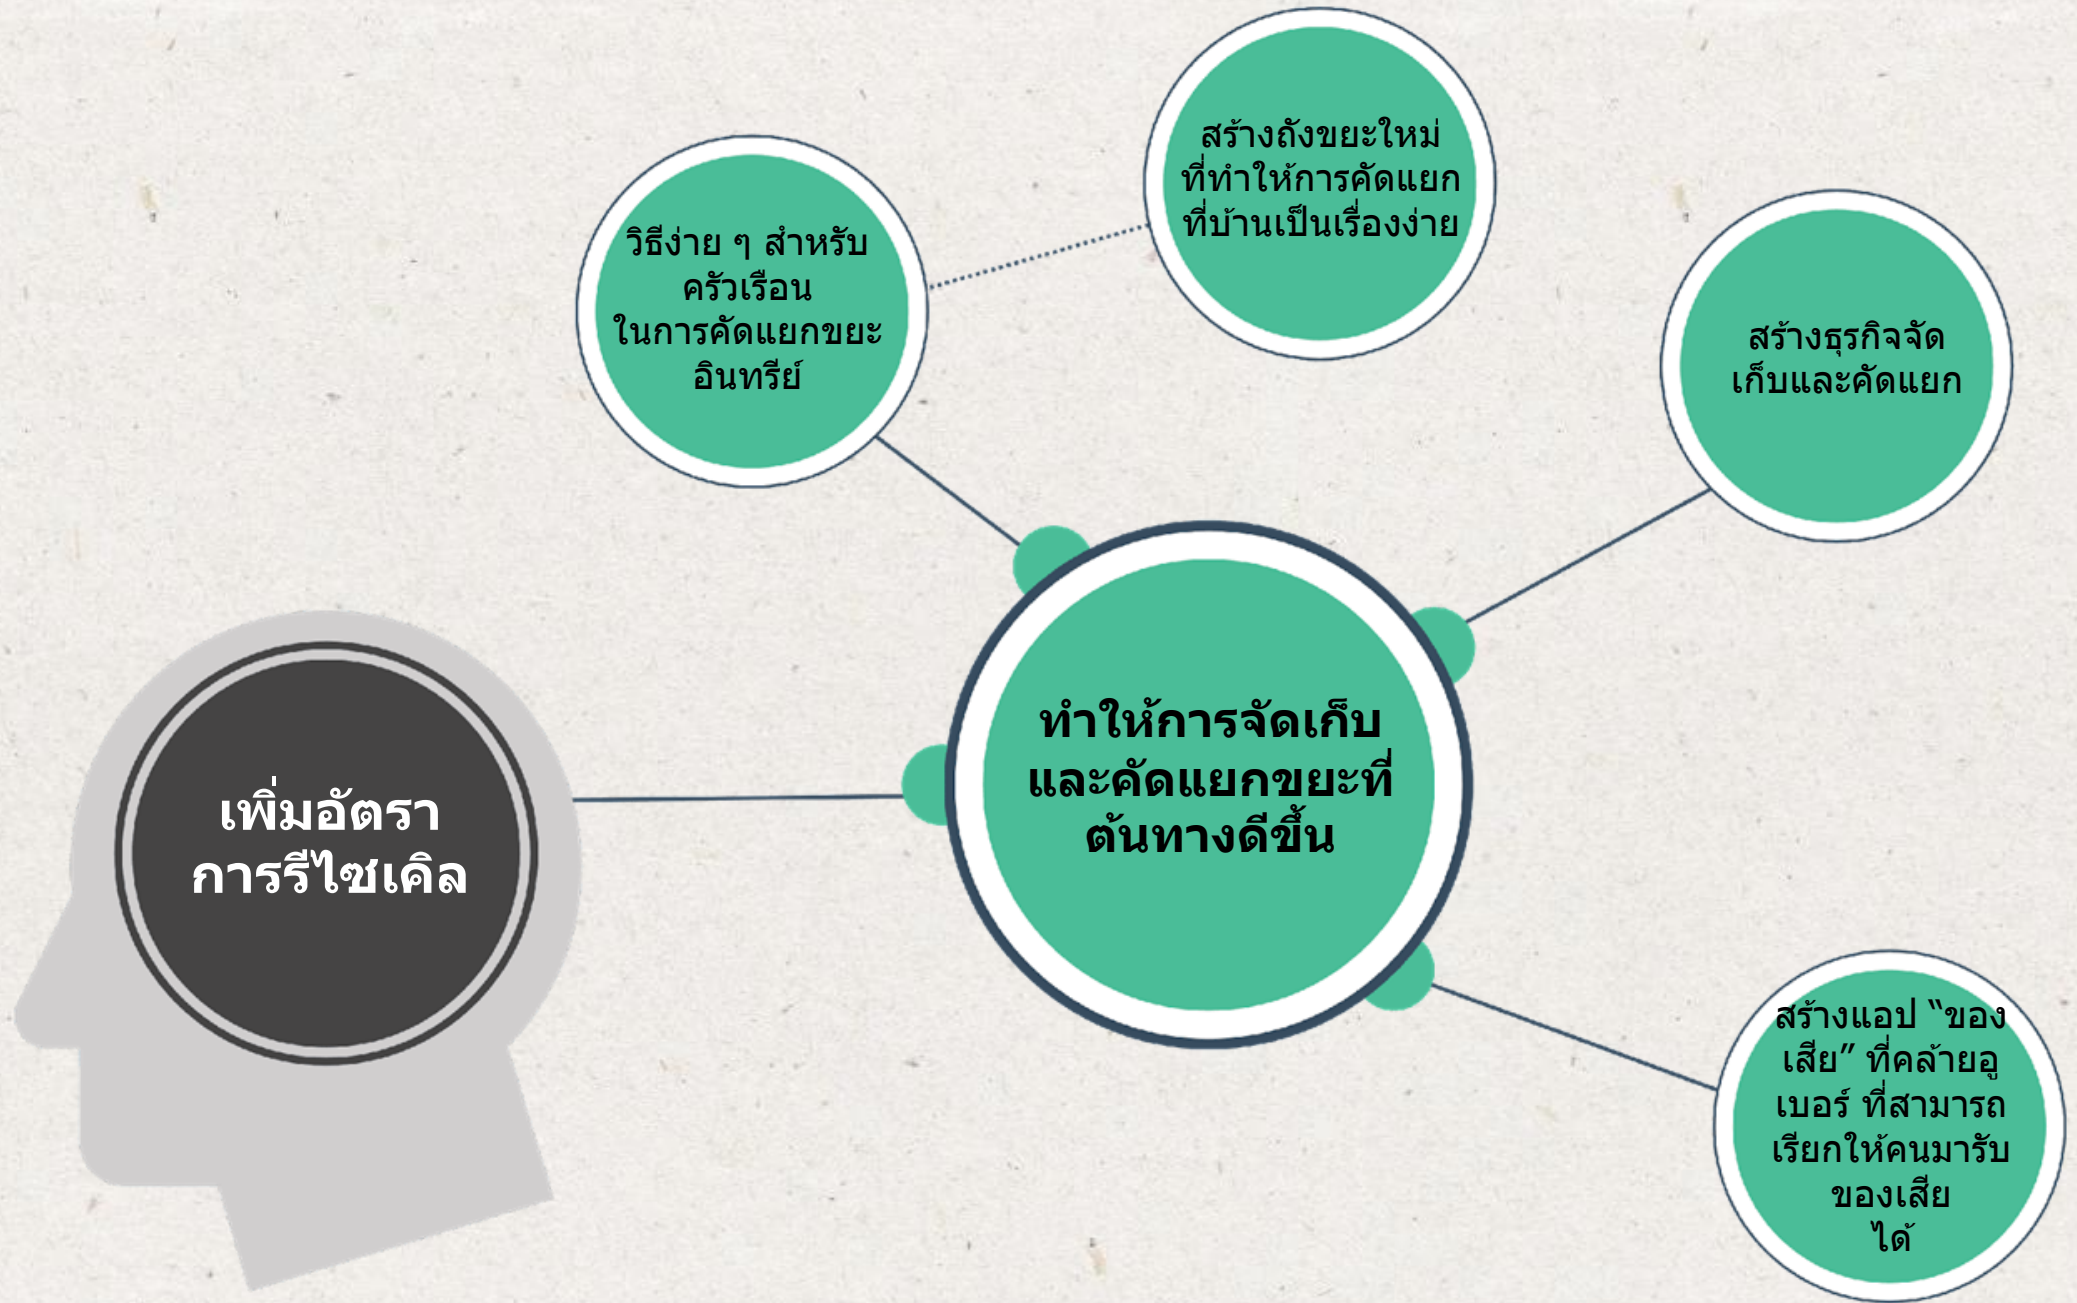 สร้างถังขยะใหม่
ที่ทำให้การคัดแยก
ที่บ้านเป็นเรื่องง่าย
วิธีง่าย ๆ สำหรับ
ครัวเรือน
ในการคัดแยกขยะ
อินทรีย์
สร้างธุรกิจจัด
เก็บและคัดแยก
ทำให้การจัดเก็บ
และคัดแยกขยะที่
ต้นทางดีขึ้น
เพิ่มอัตรา
การรีไซเคิล
สร้างแอป “ของ
เสีย” ที่คล้ายอู
เบอร์ ที่สามารถ
เรียกให้คนมารับ
ของเสีย
ได้